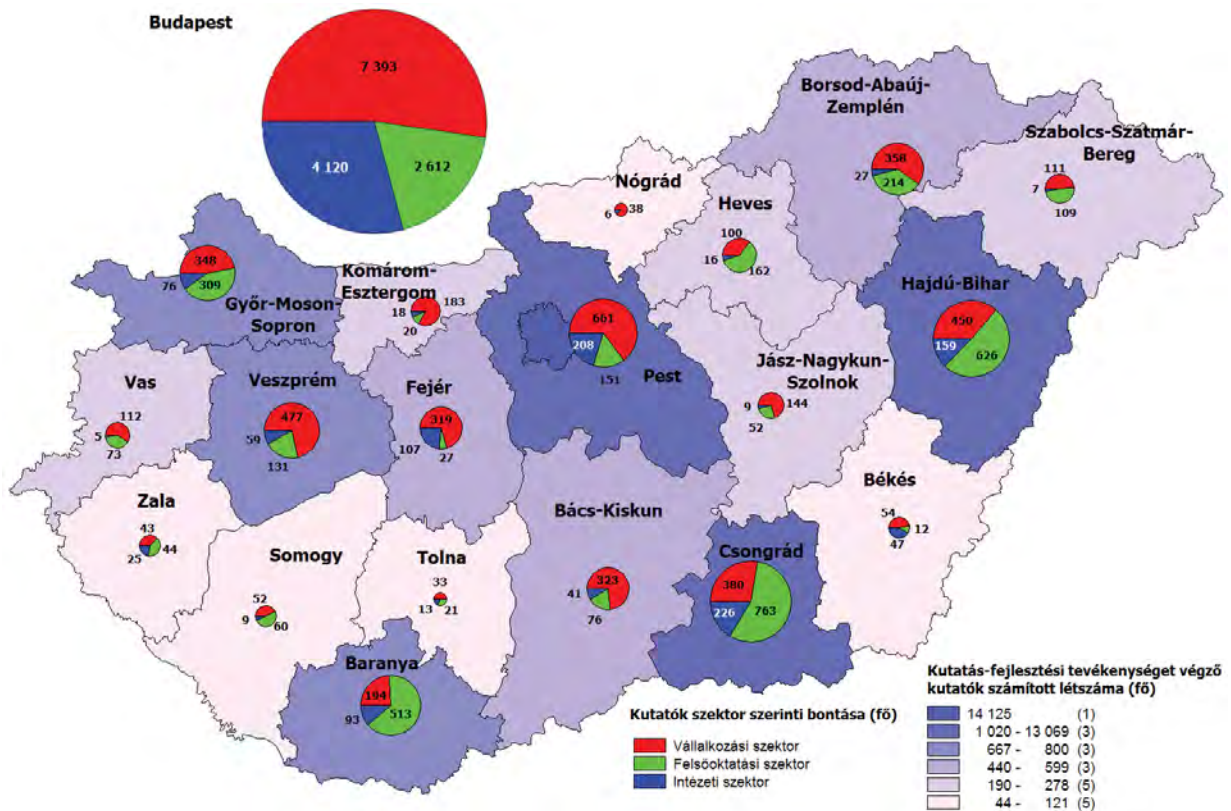 Budapest
7 393
4 120
2 612
Borsod-Abaúj-
Zemplén
358
27
214
Szabolcs-Szatmár-
Bereg
111
7
109
Nógrád
6
38
Heves
100
16
162
348
76
309
Győr-Moson-
Sopron
Komárom-
Esztergom
18
183
20
661
208
151
Pest
Hajdú-Bihar
450
159
626
Jász-Nagykun-
Szolnok
9
144
52
Vas
112
5
73
Veszprém
477
59
131
Fejér
319
107
27
Zala
43
25
44
Somogy
52
9
60
Tolna
33
13
21
Bács-Kiskun
323
41
76
Békés
54
12
47
Csongrád
380
226
763
Baranya
194
93
513
Kutatók szektor szerinti bontása (fő)
Vállalkozási szektor
Felsőoktatási szektor
Intézeti szektor
Kutatás-fejlesztési tevékenységet végző
kutatók számított létszáma (fő)
14 125 (1)
1 020 - 13 069 (3)
667 - 800 (3)
440 - 599 (3)
190 - 278 (5)
44 - 121 (5)